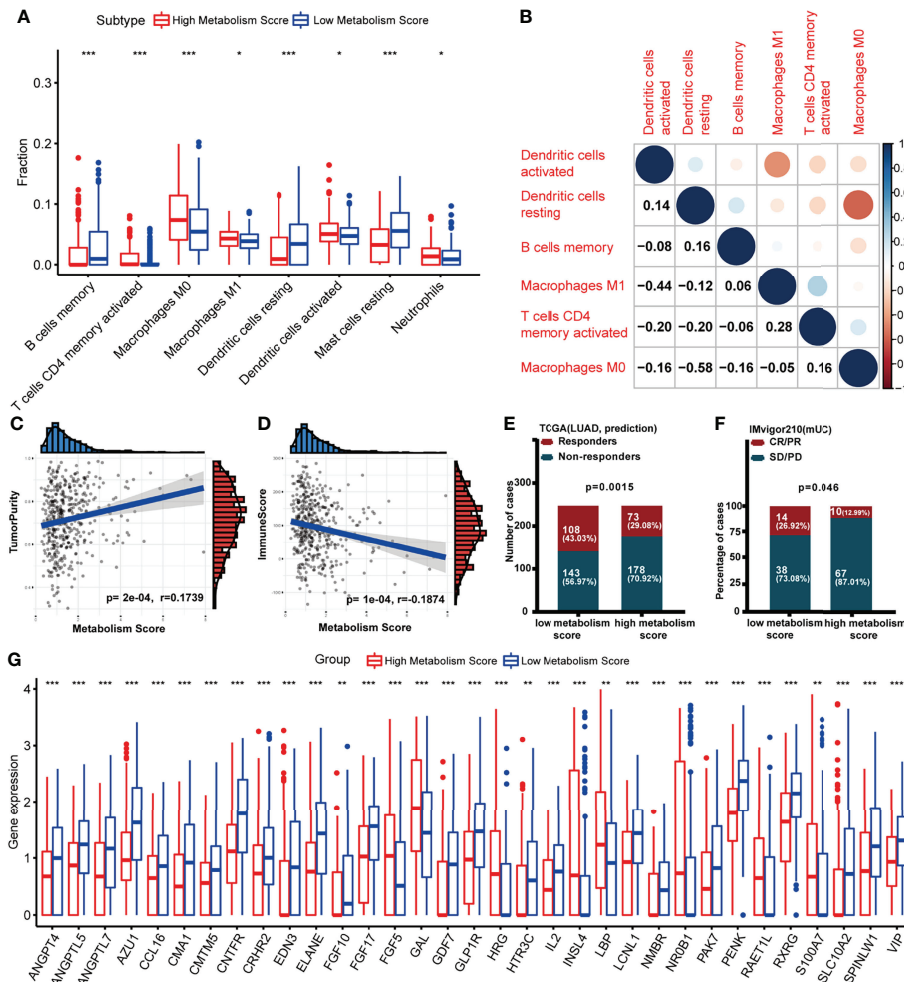 A
Subtype High Metabolism Score Low Metabolism Score
*** *** *** * *** * *** *
Fraction
0.3
0.2
0.1
0.0
B cells memory
T cells CD4 memory activated
Macrophages M0
Macrophages M1
Dendritic cells resting
Dendritic cells activated
Mast cells resting
Neutrophils
B
Dendritic cells
activated
Dendritic cells
resting
B cells memory
Macrophages M1
T cells CD4 memory
activated
Macrophages M0
Dendritic cells
activated
Dendritic cells
resting
0.14
B cells memory
-0.08 0.16
Macrophages M1
-0.44 -0.12 0.06
T cells CD4
memory activated
-0.20 -0.20 -0.06 0.28
Macrophages M0
-0.16 -0.58 -0.16 -0.05 0.16
C
TumorPurity
p= 2e-04, r=0.1739
Metabolism Score
D
ImmuneScore
p= 1e-04, r=-0.1874
Metabolism Score
E
TCGA(LUAD, prediction)
Responders
Non-responders
p=0.0015
Number of cases
300
200
100
0
108
(43.03%)
143
(56.97%)
73
(29.08%)
178
(70.92%)
low metabolism
score
high metabolism
score
F
IMvigor210(mUC)
CR/PR
SD/PD
p=0.046
Percentage of cases
100
75
50
25
0
14
(26.92%)
38
(73.08%)
10(12.99%)
67
(87.01%)
low metabolism
score
high metabolism
score
G
Group High Metabolism Score Low Metabolism Score
Gene expression
4
3
2
1
0
ANGPT4
ANGPTL5
ANGPTL7
AZU1
CCL16
CMA1
CMTM5
CNTFR
CRHR2
EDN3
ELANE
FGF10
FGF17
FGF5
GAL
GDF7
GLP1R
HRG
HTR3C
IL2
INSL4
LBP
LCNL1
NMBR
NR0B1
PAK7
PENK
RAET1L
RXRG
S100A7
SLC10A2
SPINLW1
VIP